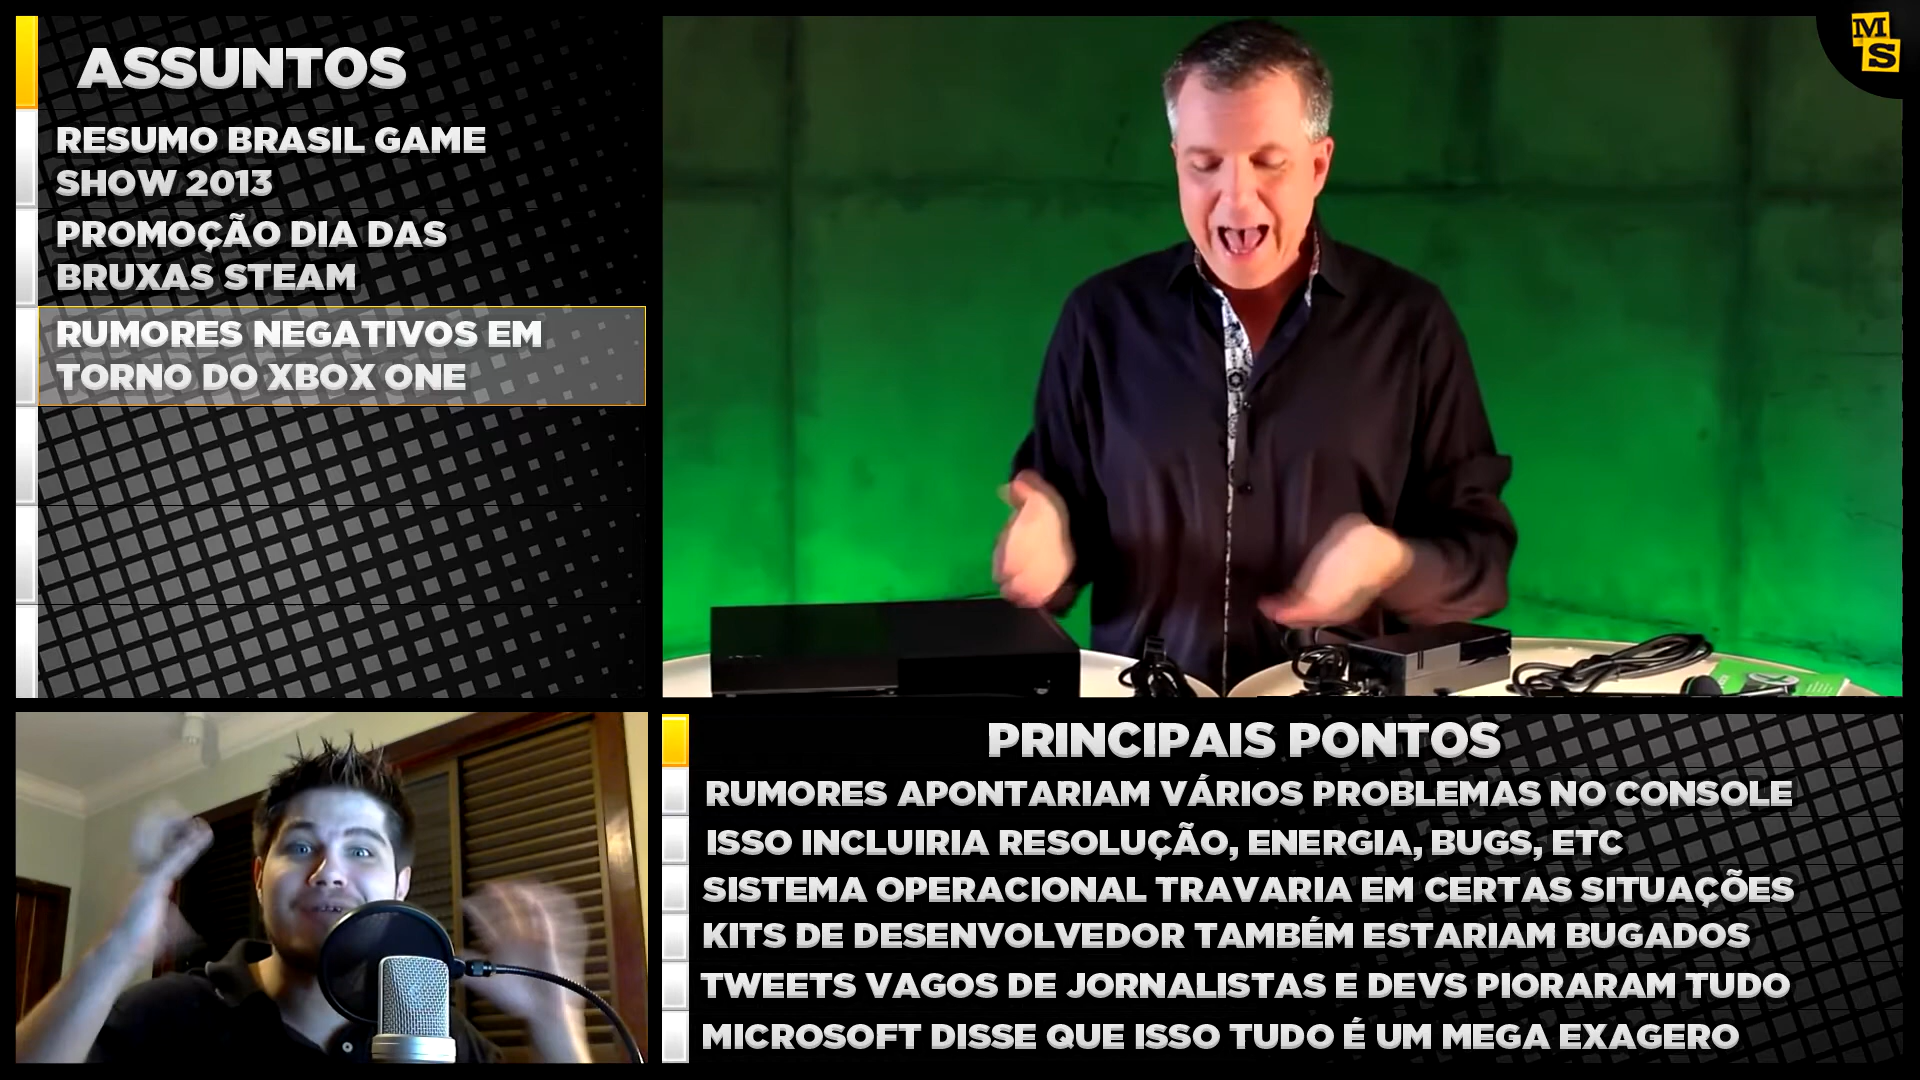 ASSUNTOS
RESUMO BRASIL GAME
SHOW 2013
PROMOÇÃO DIA DAS
BRUXAS STEAM
RUMORES NEGATIVOS EM
TORNO DO XBOX ONE
M
S
PRINCIPAIS PONTOS
RUMORES APONTARIAM VÁRIOS PROBLEMAS NO CONSOLE
ISSO INCLUIRIA RESOLUÇÃO, ENERGIA, BUGS, ETC
SISTEMA OPERACIONAL TRAVARIA EM CERTAS SITUAÇÕES
KITS DE DESENVOLVEDOR TAMBÉM ESTARIAM BUGADOS
TWEETS VAGOS DE JORNALISTAS E DEVS PIORARAM TUDO
MICROSOFT DISSE QUE ISSO TUDO É UM MEGA EXAGERO